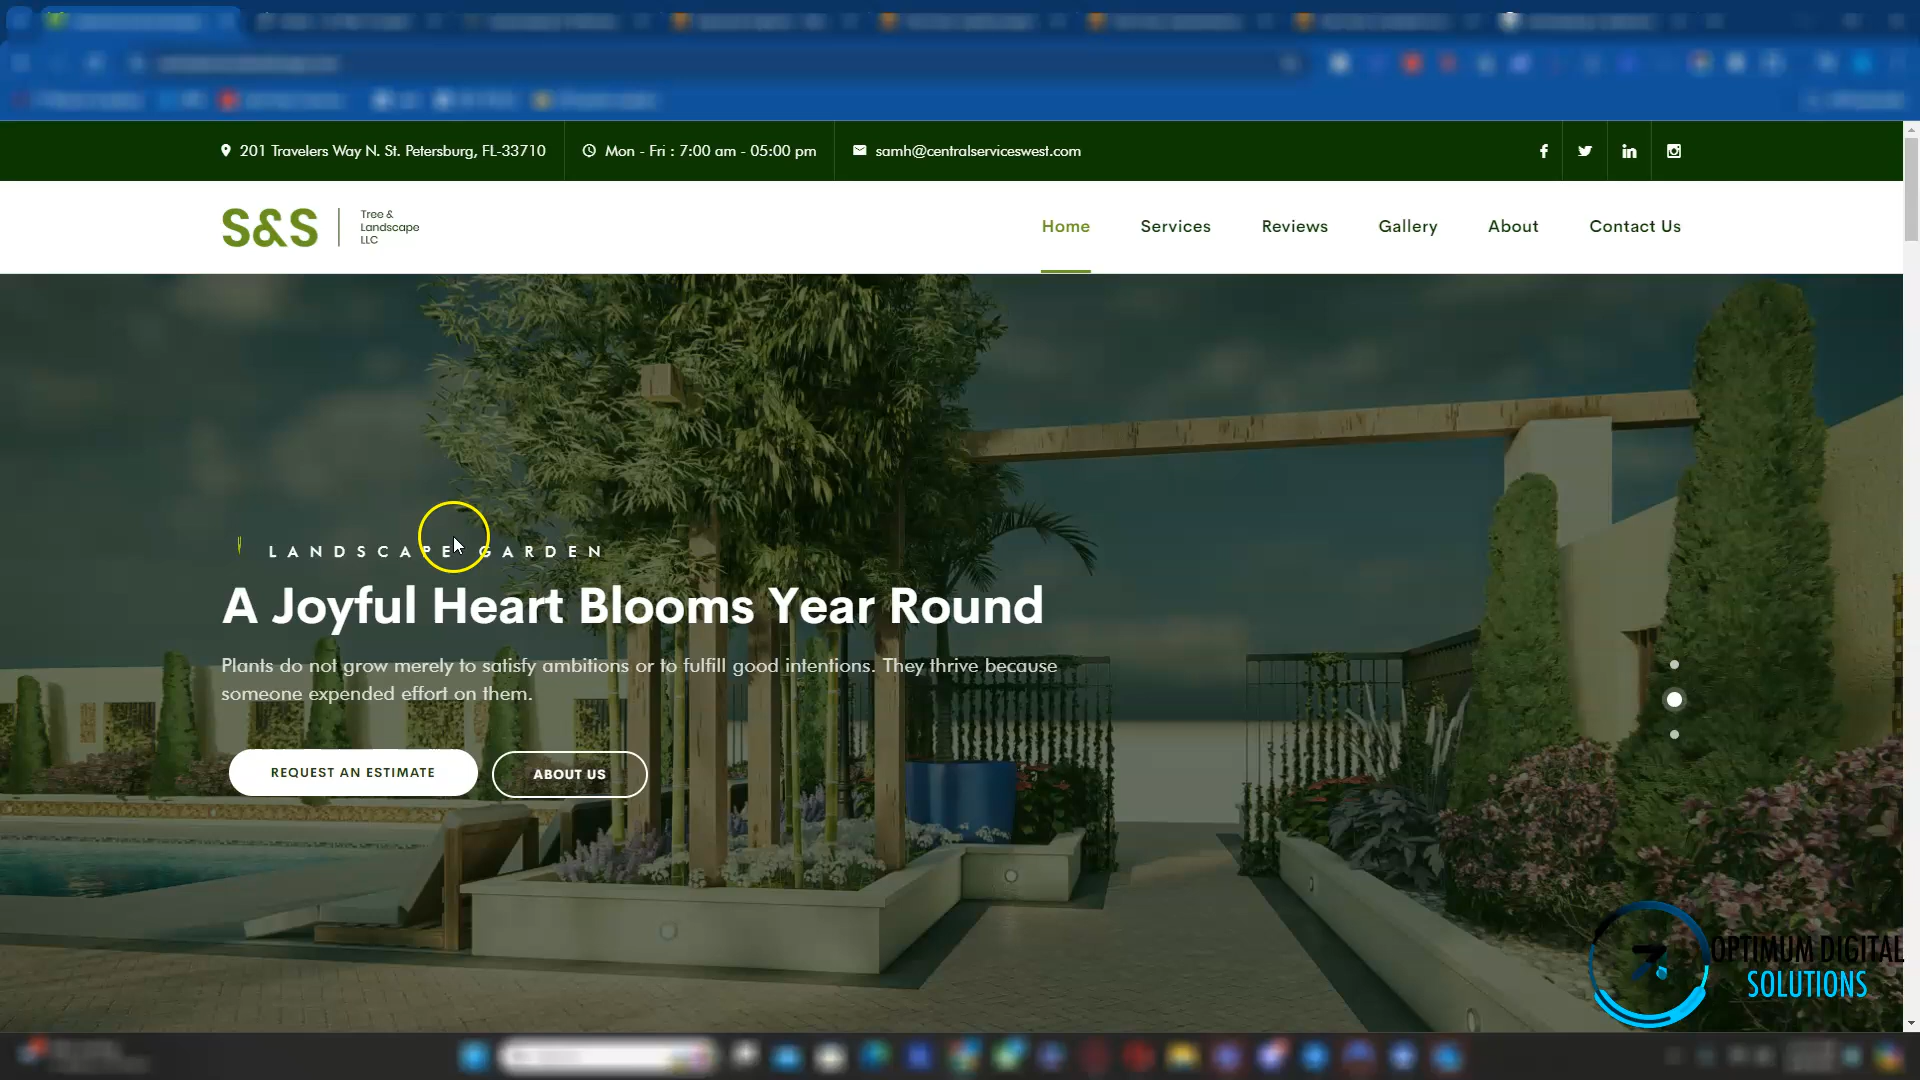 201 Travelers Way N. St. Petersburg, FL-33710
Mon - Fri : 7:00 am - 05:00 pm
samh@centralserviceswest.com
S&S
Tree &
Landscape
LLC
Home
Services
Reviews
Gallery
About
Contact Us
LANDSCAPE GARDEN
A Joyful Heart Blooms Year Round
Plants do not grow merely to satisfy ambitions or to fulfill good intentions. They thrive because
someone expended effort on them.
REQUEST AN ESTIMATE
ABOUT US
OPTIMUM DIGITAL
SOLUTIONS